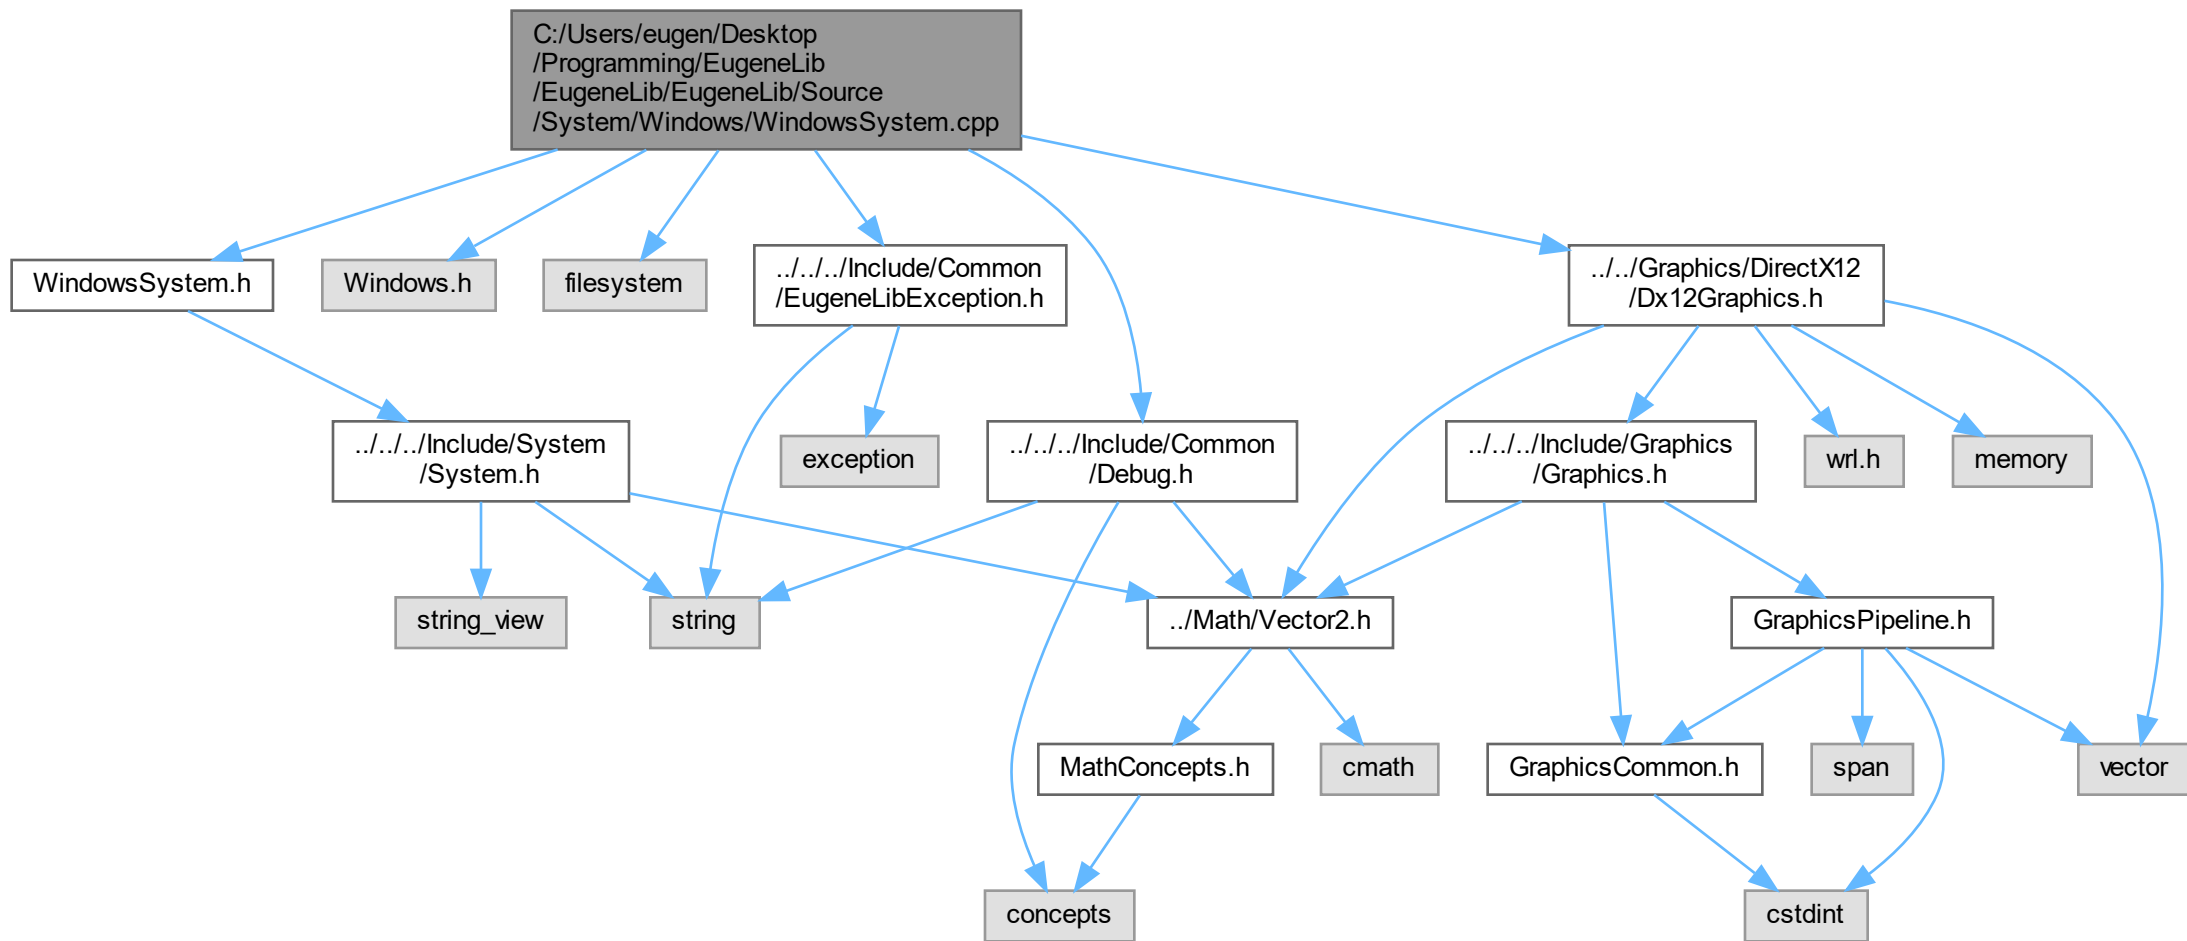 C:/Users/eugen/Desktop
/Programming/EugeneLib
/EugeneLib/EugeneLib/Source
/System/Windows/WindowsSystem.cpp
WindowsSystem.h
Windows.h
filesystem
../../../Include/Common
/EugeneLibException.h
../../Graphics/DirectX12
/Dx12Graphics.h
../../../Include/System
/System.h
exception
../../../Include/Common
/Debug.h
../../../Include/Graphics
/Graphics.h
wrl.h
memory
string_view
string
../Math/Vector2.h
GraphicsPipeline.h
MathConcepts.h
cmath
GraphicsCommon.h
span
vector
concepts
cstdint